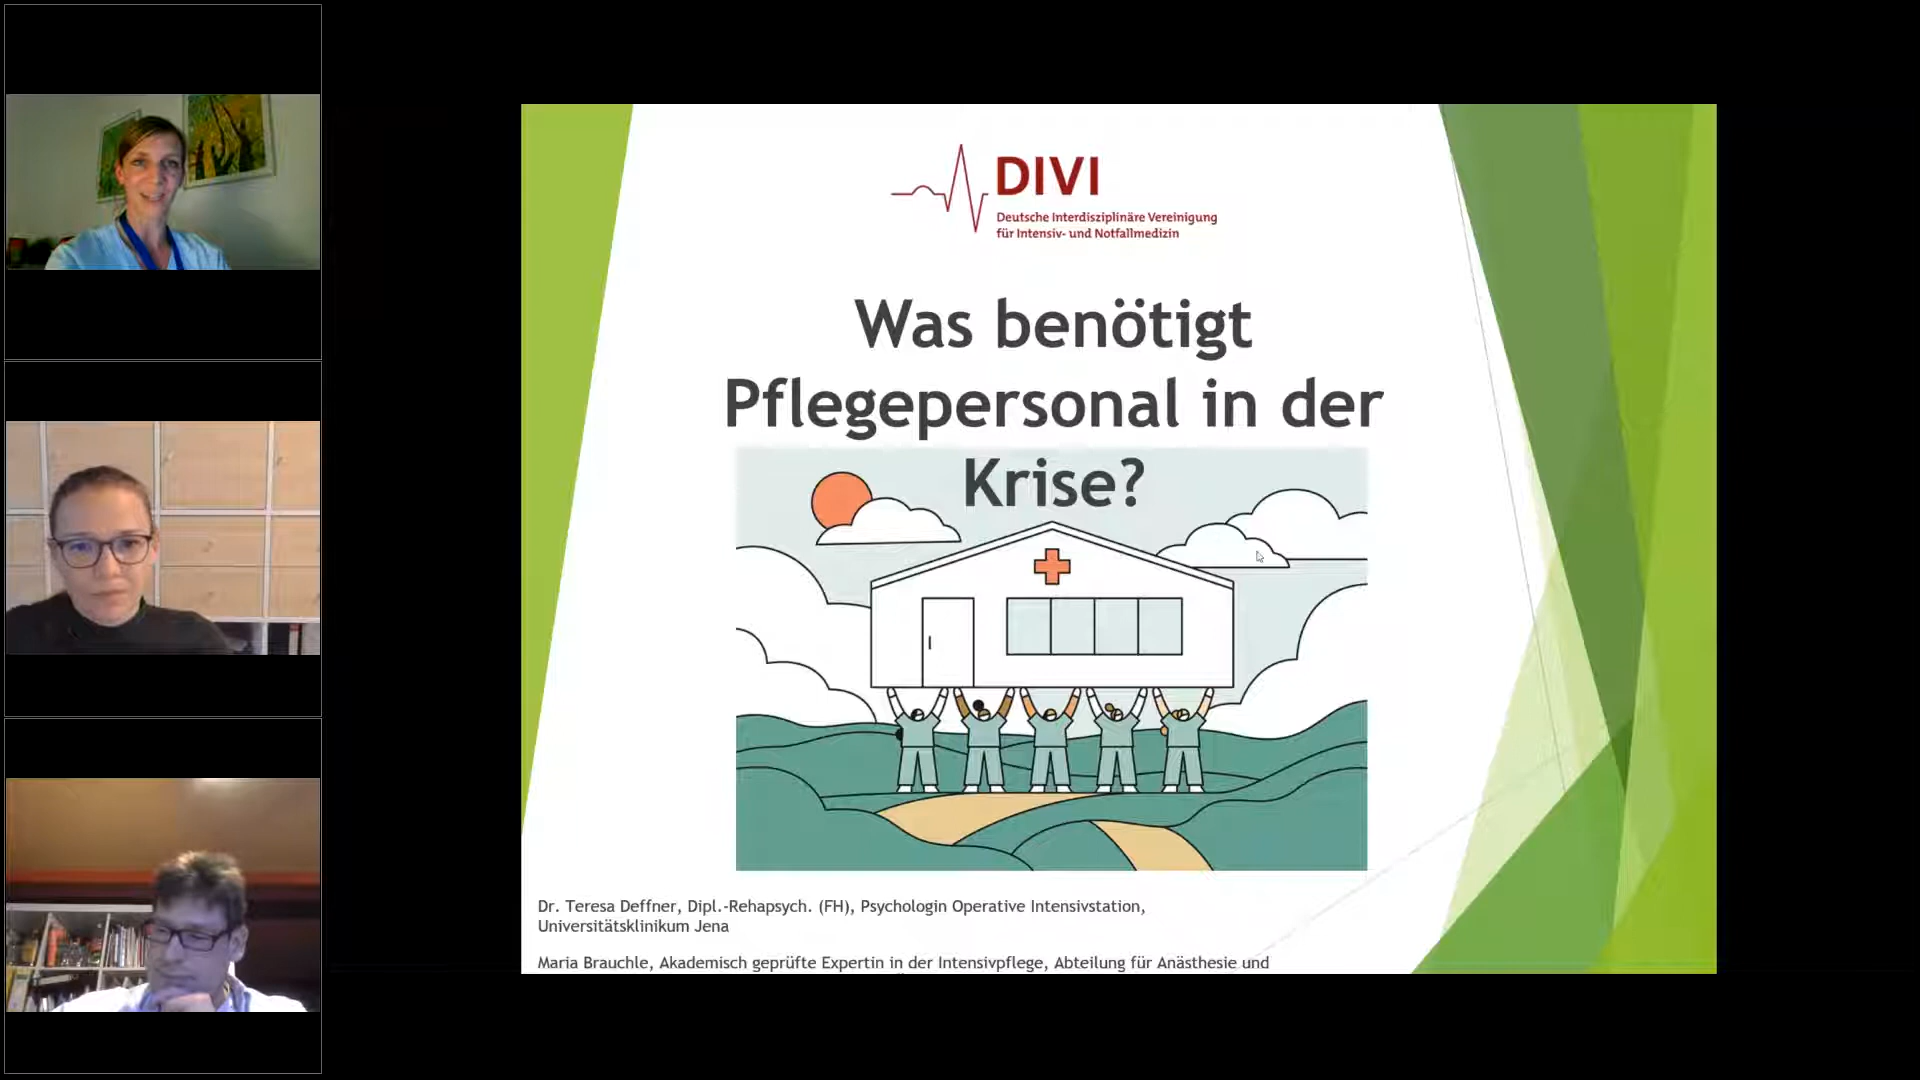 DIVI
Deutsche Interdisziplinäre Vereinigung
für Intensiv- und Notfallmedizin
Was benötigt
Pflegepersonal in der
Krise?
Dr. Teresa Deffner, Dipl.-Rehapsych. (FH), Psychologin Operative Intensivstation,
Universitätsklinikum Jena
Maria Brauchle, Akademisch geprüfte Expertin in der Intensivpflege, Abteilung für Anästhesie und